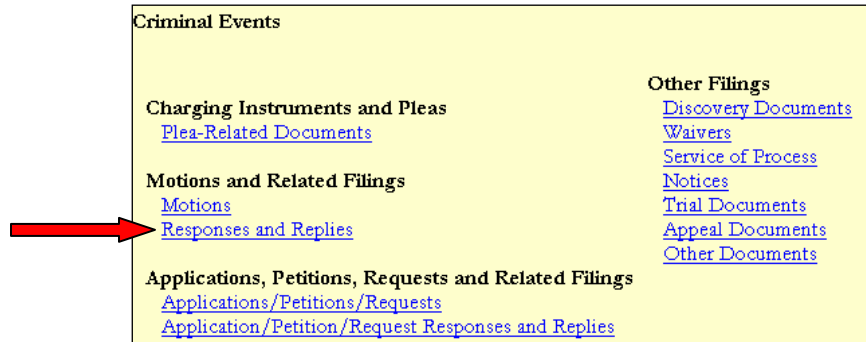 Criminal Events
Charging Instruments and Pleas
Plea-Related Documents
Motions and Related Filings
Motions
Responses and Replies
Applications, Petitions, Requests and Related Filings
Applications/Petitions/Requests
Application/Petition/Request Responses and Replies
Other Filings
Discovery Documents
Waivers
Service of Process
Notices
Trial Documents
Appeal Documents
Other Documents